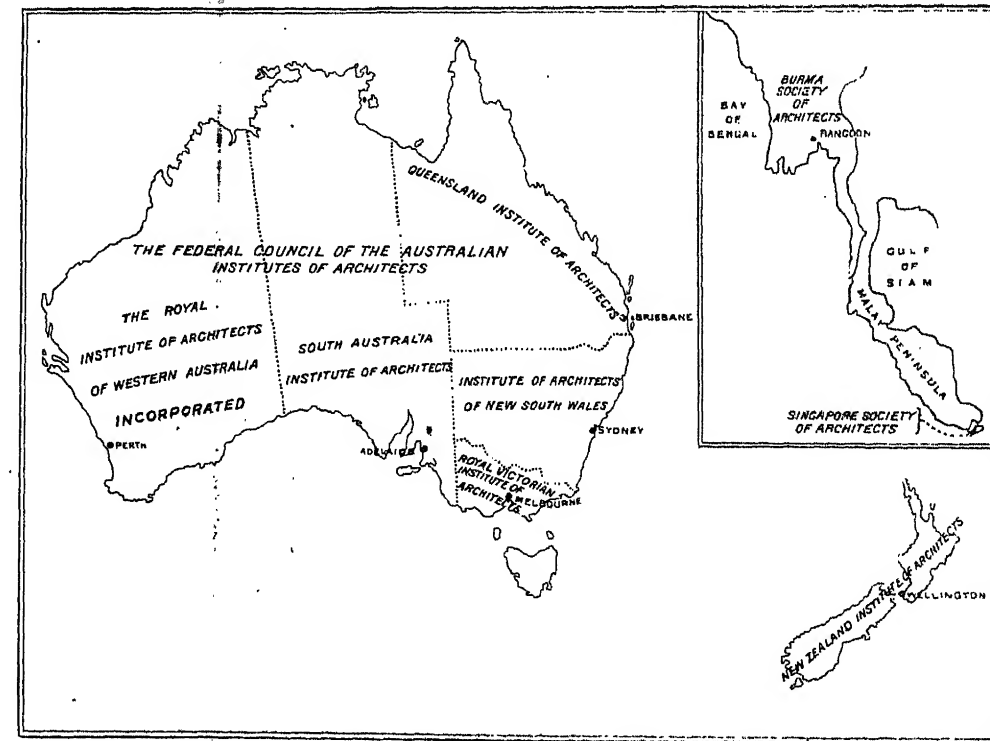 THE FEDERAL COUNCIL OF THE AUSTRALIAN
INSTITUTES OF ARCHITECTS
QUEENSLAND INSTITUTE OF ARCHITECTS
BRISBANE
THE ROYAL
INSTITUTE OF ARCHITECTS
OF WESTERN AUSTRALIA
INCORPORATED
PERTH
SOUTH AUSTRALIA
INSTITUTE OF ARCHITECTS
ADELAIDE
INSTITUTE OF ARCHITECTS
OF NEW SOUTH WALES
SYDNEY
ROYAL VICTORIAN
INSTITUTE OF
ARCHITECTS.
MELBOURNE
BURMA
SOCIETY
OF
ARCHITECTS
BAY
OF
BENGAL
RANGOON
GULF
OF
SIAM
MALAY
PENINSULA
SINGAPORE SOCIETY
OF ARCHITECTS
NEW ZEALAND INSTITUTE OF ARCHITECTS
WELLINGTON